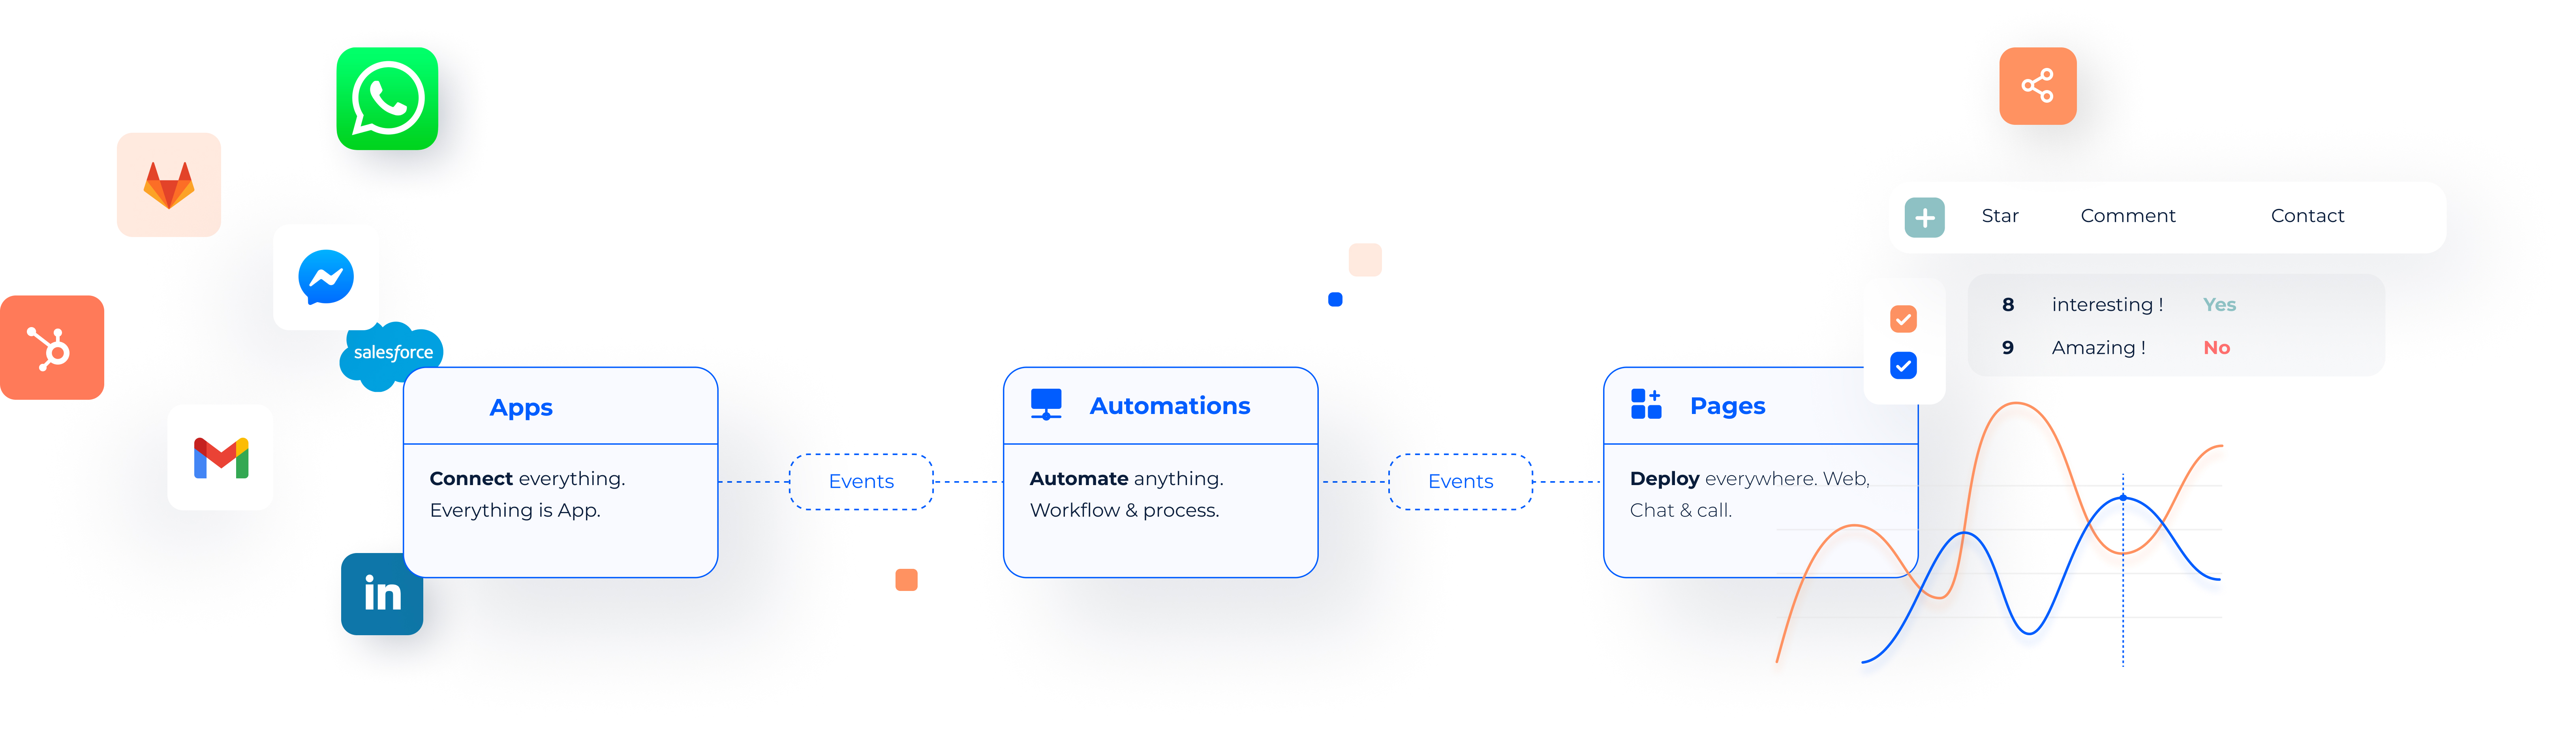 salesforce
in
Apps
Connect everything.
Everything is App.
Events
Automations
Automate anything.
Workflow & process.
Events
Pages
Deploy everywhere. Web,
Chat & call.
Star Comment Contact
8 interesting ! Yes
9 Amazing ! No